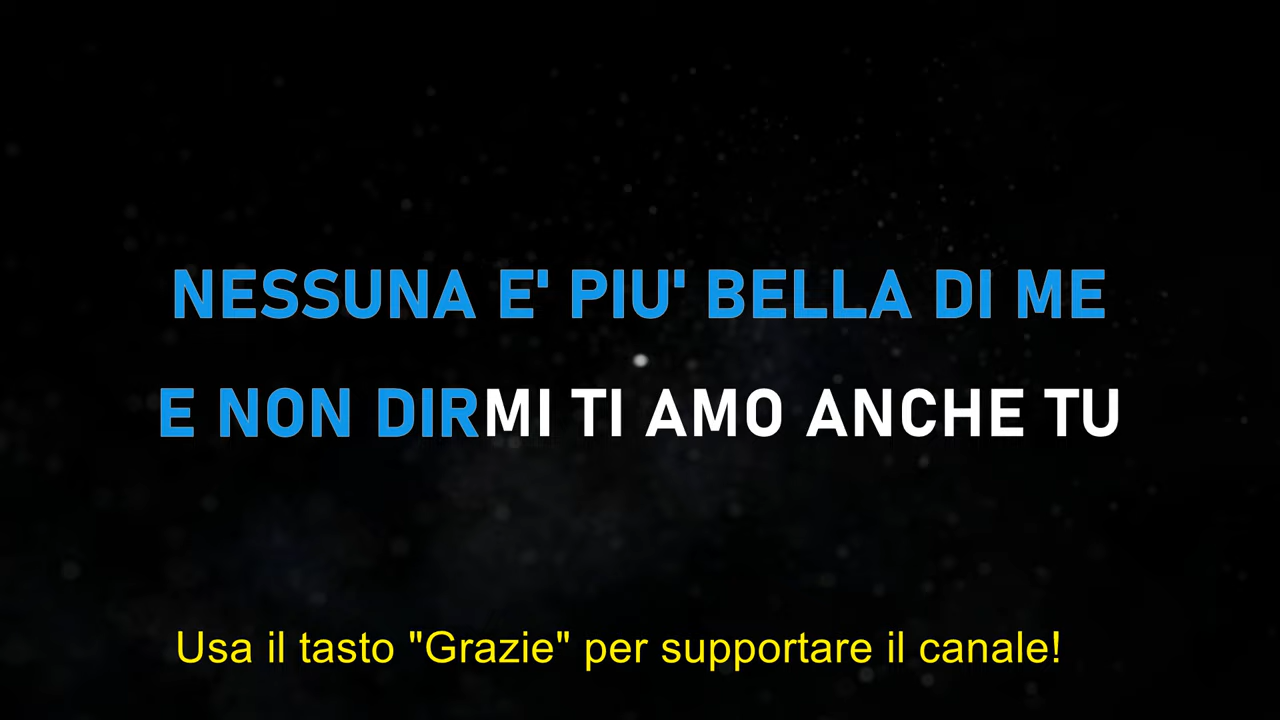 NESSUNA E' PIU' BELLA DI ME
E NON DIRMI TI AMO ANCHE TU
Usa il tasto "Grazie" per supportare il canale!